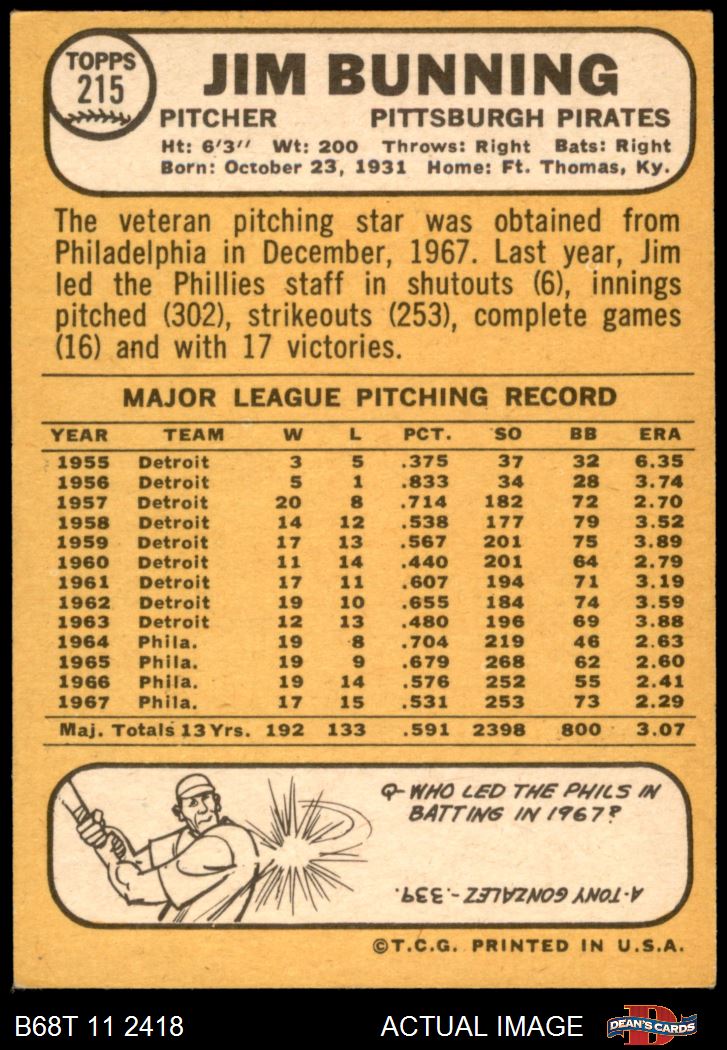 TOPPS
215
JIM BUNNING
PITCHER PITTSBURGH PIRATES
Ht: 6'3'' Wt: 200 Throws: Right Bats: Right
Born: October 23, 1931 Home: Ft. Thomas, Ky.
The veteran pitching star was obtained from
Philadelphia in December, 1967. Last year, Jim
led the Phillies staff in shutouts (6), innings
pitched (302), strikeouts (253), complete games
(16) and with 17 victories.
MAJOR LEAGUE PITCHING RECORD
YEAR TEAM W L PCT. SO BB ERA
1955 Detroit 3 5 .375 37 32 6.35
1956 Detroit 5 1 .833 34 28 3.74
1957 Detroit 20 8 .714 182 72 2.70
1958 Detroit 14 12 .538 177 79 3.52
1959 Detroit 17 13 .567 201 75 3.89
1960 Detroit 11 14 .440 201 64 2.79
1961 Detroit 17 11 .607 194 71 3.19
1962 Detroit 19 10 .655 184 74 3.59
1963 Detroit 12 13 .480 196 69 3.88
1964 Phila. 19 8 .704 219 46 2.63
1965 Phila. 19 9 .679 268 62 2.60
1966 Phila. 19 14 .576 252 55 2.41
1967 Phila. 17 15 .531 253 73 2.29
Maj. Totals 13 Yrs. 192 133 .591 2398 800 3.07
Q-WHO LED THE PHILS IN
BATTING IN 1967?
A-TONY GONZALEZ-.339.
©T.C.G. PRINTED IN U.S.A.
B68T 11 2418 ACTUAL IMAGE
D
DEAN'S CARDS